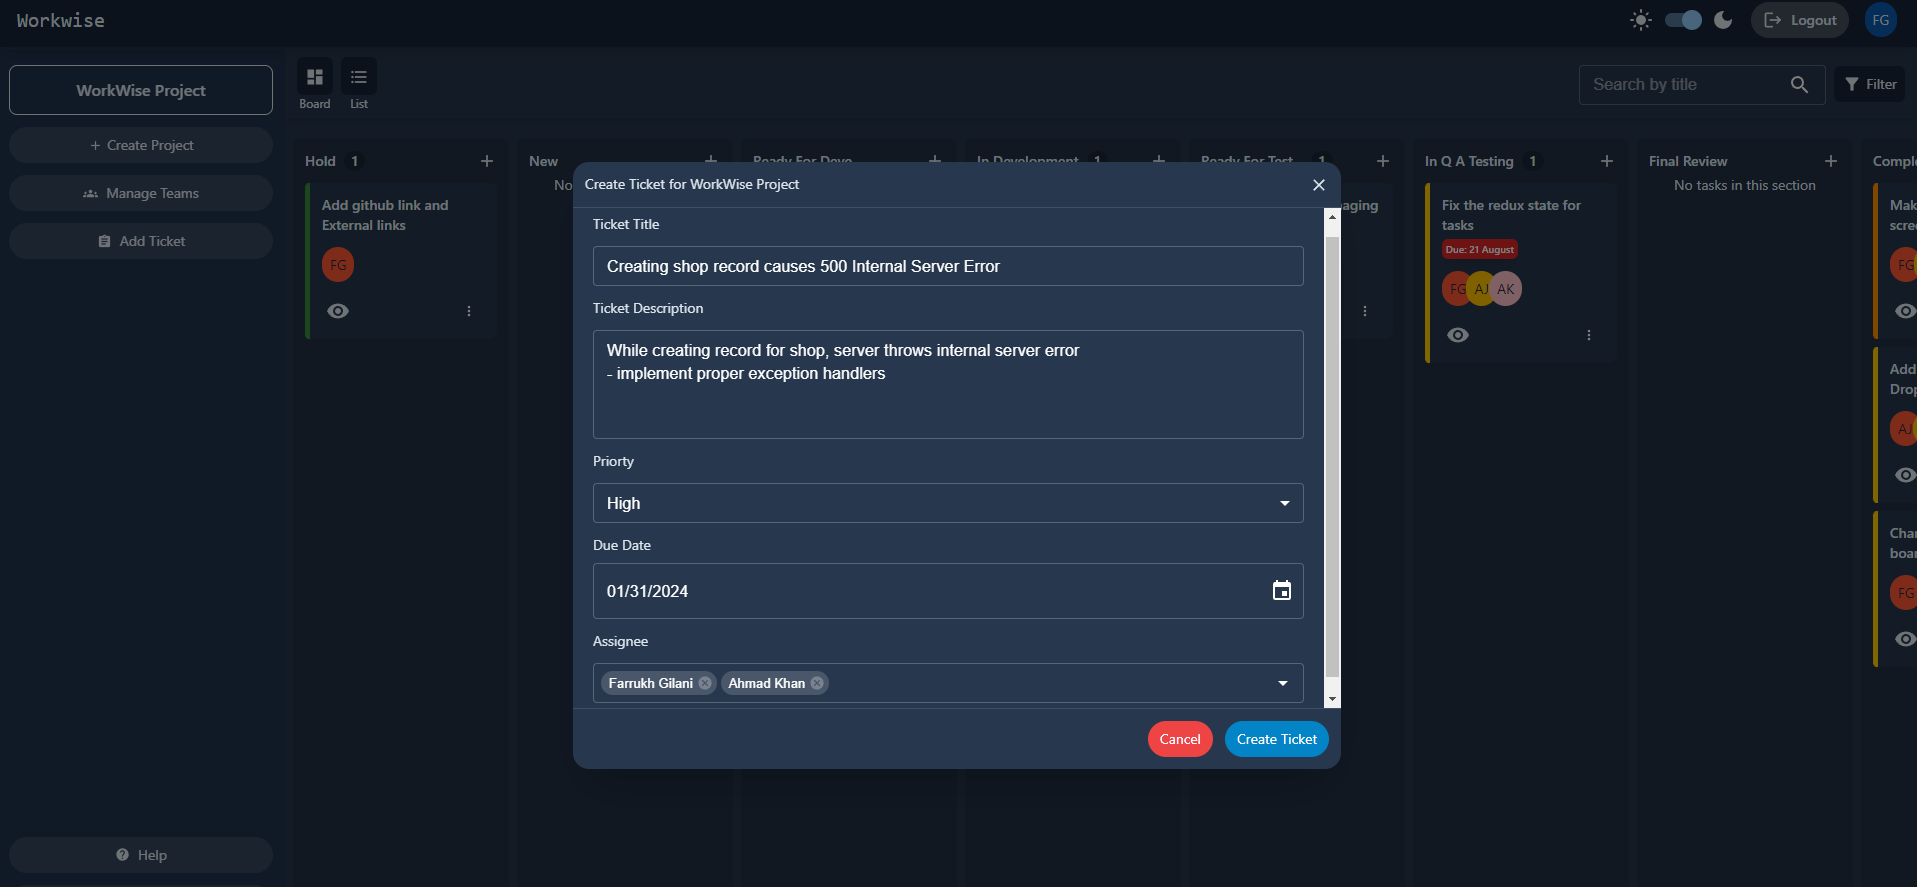 Workwise
Logout
FG
WorkWise Project
Create Project
Manage Teams
Add Ticket
Help
Board
List
Search by title
Filter
Hold 1
Add github link and
External links
FG
New
No
Ready For Deve
In Development 1
Ready For Test 1
aging
In Q A Testing 1
Fix the redux state for
tasks
Due: 21 August
FG AJ AK
Final Review
No tasks in this section
Comple
Mak
scree
FG
Add
Drop
AJ
Char
boar
FG
Create Ticket for WorkWise Project
Ticket Title
Creating shop record causes 500 Internal Server Error
Ticket Description
While creating record for shop, server throws internal server error
- implement proper exception handlers
Priorty
High
Due Date
01/31/2024
Assignee
Farrukh Gilani
Ahmad Khan
Cancel
Create Ticket